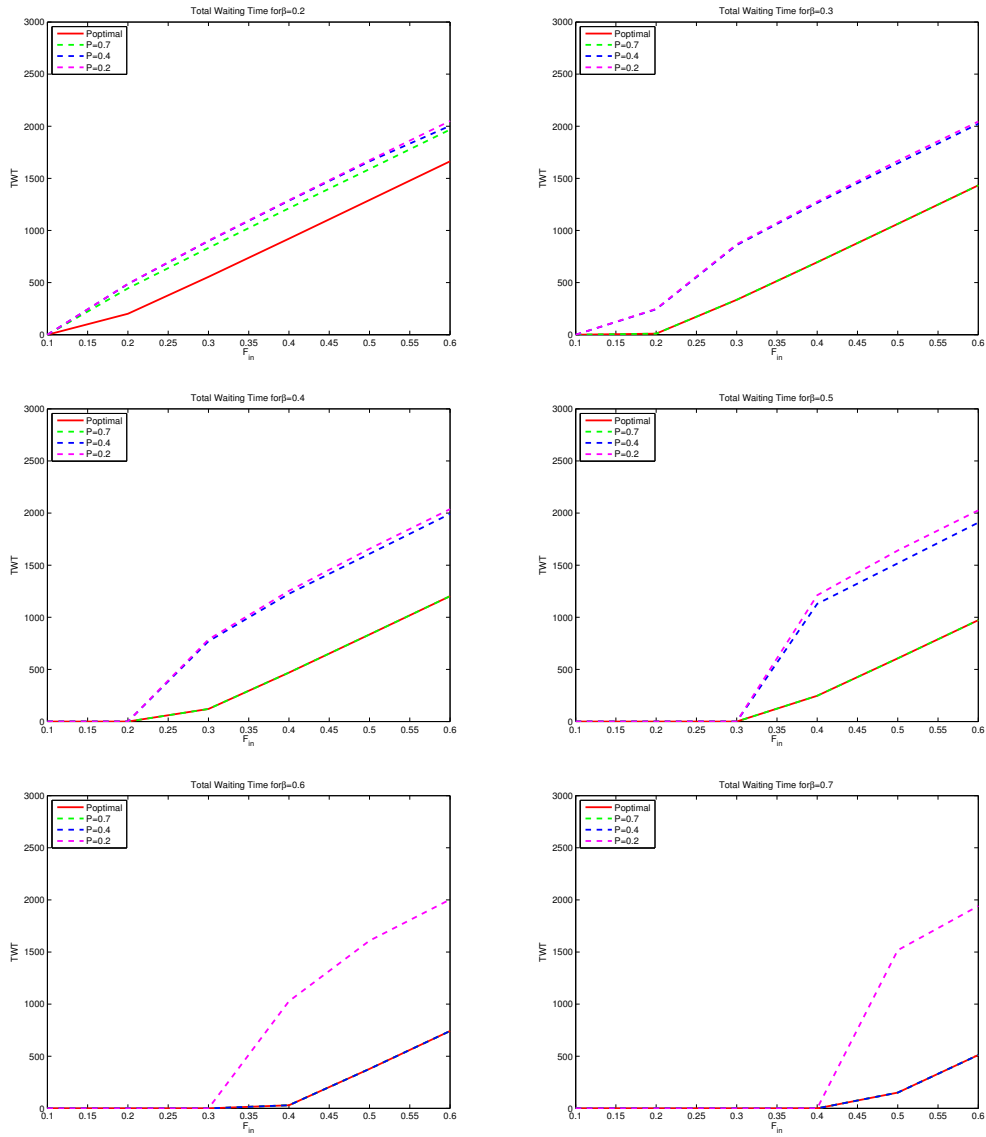 Total Waiting Time forβ=0.2
Poptimal
P=0.7
P=0.4
P=0.2
3000
2500
2000
1500
1000
500
0
TWT
0.1 0.15 0.2 0.25 0.3 0.35 0.4 0.45 0.5 0.55 0.6
F_in
Total Waiting Time forβ=0.3
Poptimal
P=0.7
P=0.4
P=0.2
3000
2500
2000
1500
1000
500
0
TWT
0.1 0.15 0.2 0.25 0.3 0.35 0.4 0.45 0.5 0.55 0.6
F_in
Total Waiting Time forβ=0.4
Poptimal
P=0.7
P=0.4
P=0.2
3000
2500
2000
1500
1000
500
0
TWT
0.1 0.15 0.2 0.25 0.3 0.35 0.4 0.45 0.5 0.55 0.6
F_in
Total Waiting Time forβ=0.5
Poptimal
P=0.7
P=0.4
P=0.2
3000
2500
2000
1500
1000
500
0
TWT
0.1 0.15 0.2 0.25 0.3 0.35 0.4 0.45 0.5 0.55 0.6
F_in
Total Waiting Time forβ=0.6
Poptimal
P=0.7
P=0.4
P=0.2
3000
2500
2000
1500
1000
500
0
TWT
0.1 0.15 0.2 0.25 0.3 0.35 0.4 0.45 0.5 0.55 0.6
F_in
Total Waiting Time forβ=0.7
Poptimal
P=0.7
P=0.4
P=0.2
3000
2500
2000
1500
1000
500
0
TWT
0.1 0.15 0.2 0.25 0.3 0.35 0.4 0.45 0.5 0.55 0.6
F_in